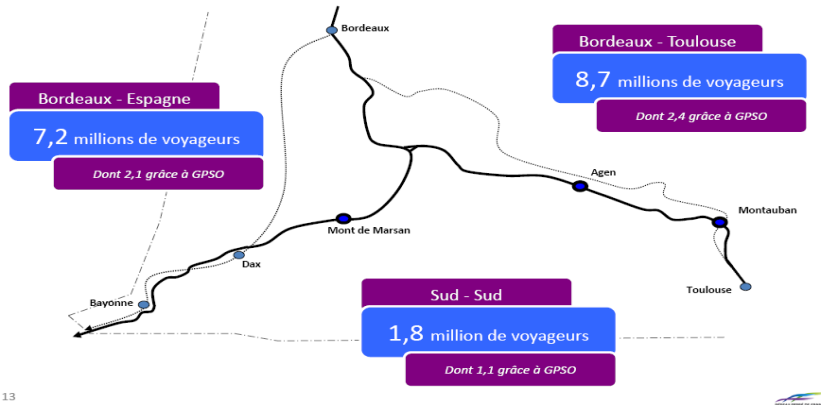 Bordeaux
Bordeaux - Toulouse
8,7 millions de voyageurs
Dont 2,4 grâce à GPSO
Bordeaux - Espagne
7,2 millions de voyageurs
Dont 2,1 grâce à GPSO
Agen
Montauban
Mont de Marsan
Dax
Toulouse
Bayonne
Sud - Sud
1,8 million de voyageurs
Dont 1,1 grâce à GPSO
13